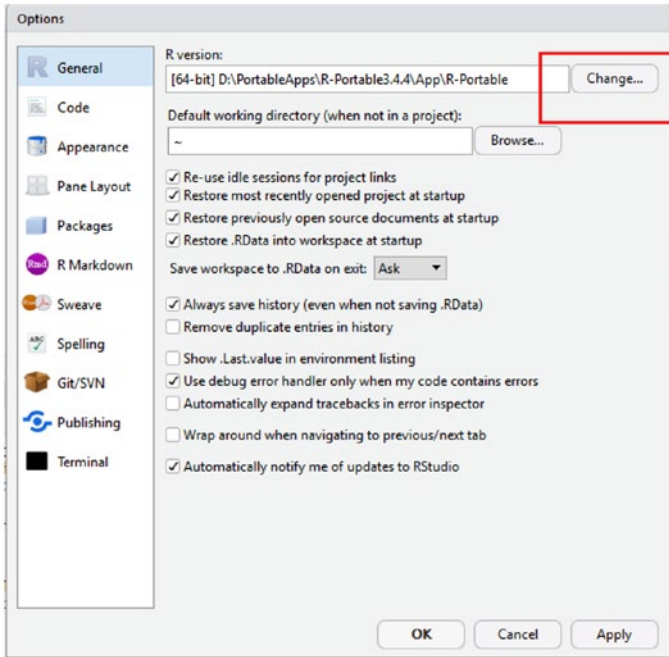 Options
General
Code
Appearance
Pane Layout
Packages
R Markdown
Sweave
Spelling
Git/SVN
Publishing
Terminal
R version:
[64-bit] D:\PortableApps\R-Portable3.4.4\App\R-Portable
Change...
Default working directory (when not in a project):
~
Browse...
Re-use idle sessions for project links
Restore most recently opened project at startup
Restore previously open source documents at startup
Restore .RData into workspace at startup
Save workspace to .RData on exit: Ask
Always save history (even when not saving .RData)
Remove duplicate entries in history
Show .Last.value in environment listing
Use debug error handler only when my code contains errors
Automatically expand tracebacks in error inspector
Wrap around when navigating to previous/next tab
Automatically notify me of updates to RStudio
OK
Cancel
Apply